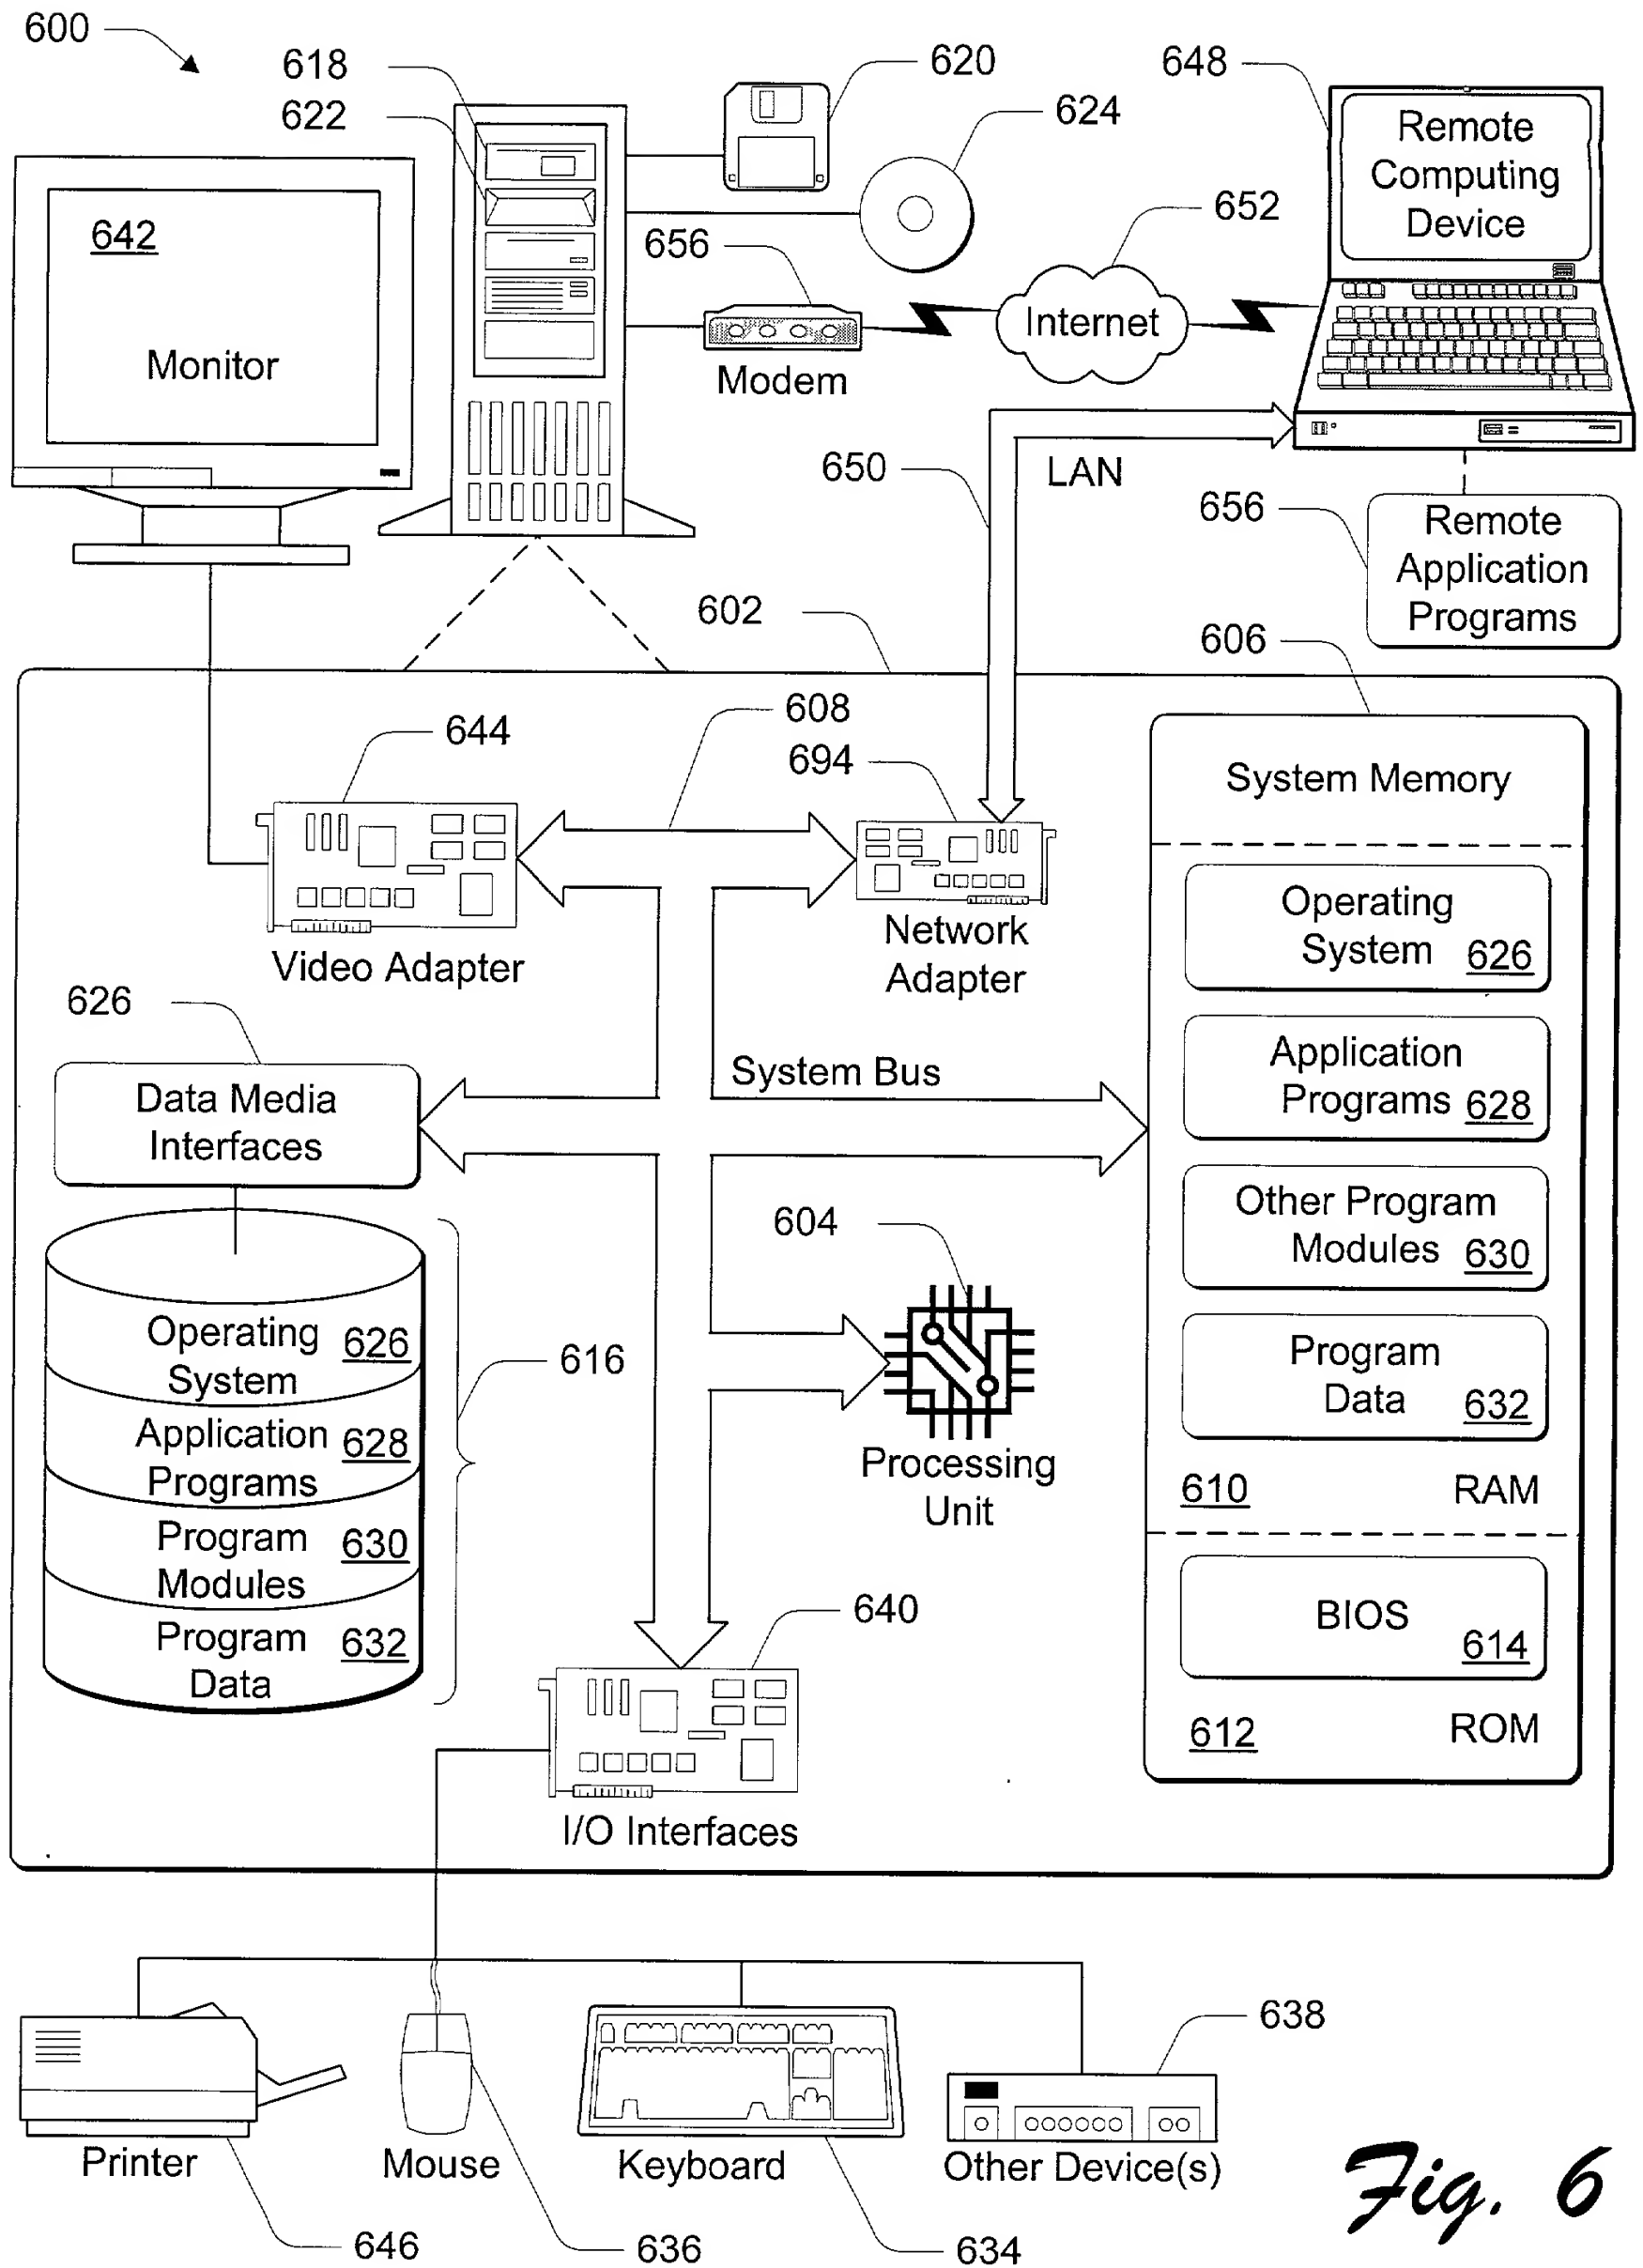 600
618
622
620
624
648
Remote
Computing
Device
642
Monitor
656
Modem
652
Internet
650
LAN
656
Remote
Application
Programs
602
606
608
644
694
Video Adapter
Network
Adapter
System Memory
Operating
System 626
Application
Programs 628
Other Program
Modules 630
Program
Data 632
610 RAM
BIOS
614
612 ROM
626
Data Media
Interfaces
System Bus
604
Processing
Unit
Operating
System 626
Application
Programs 628
Program
Modules 630
Program
Data 632
616
640
I/O Interfaces
638
Printer
Mouse
Keyboard
Other Device(s)
646
636
634
Fig. 6